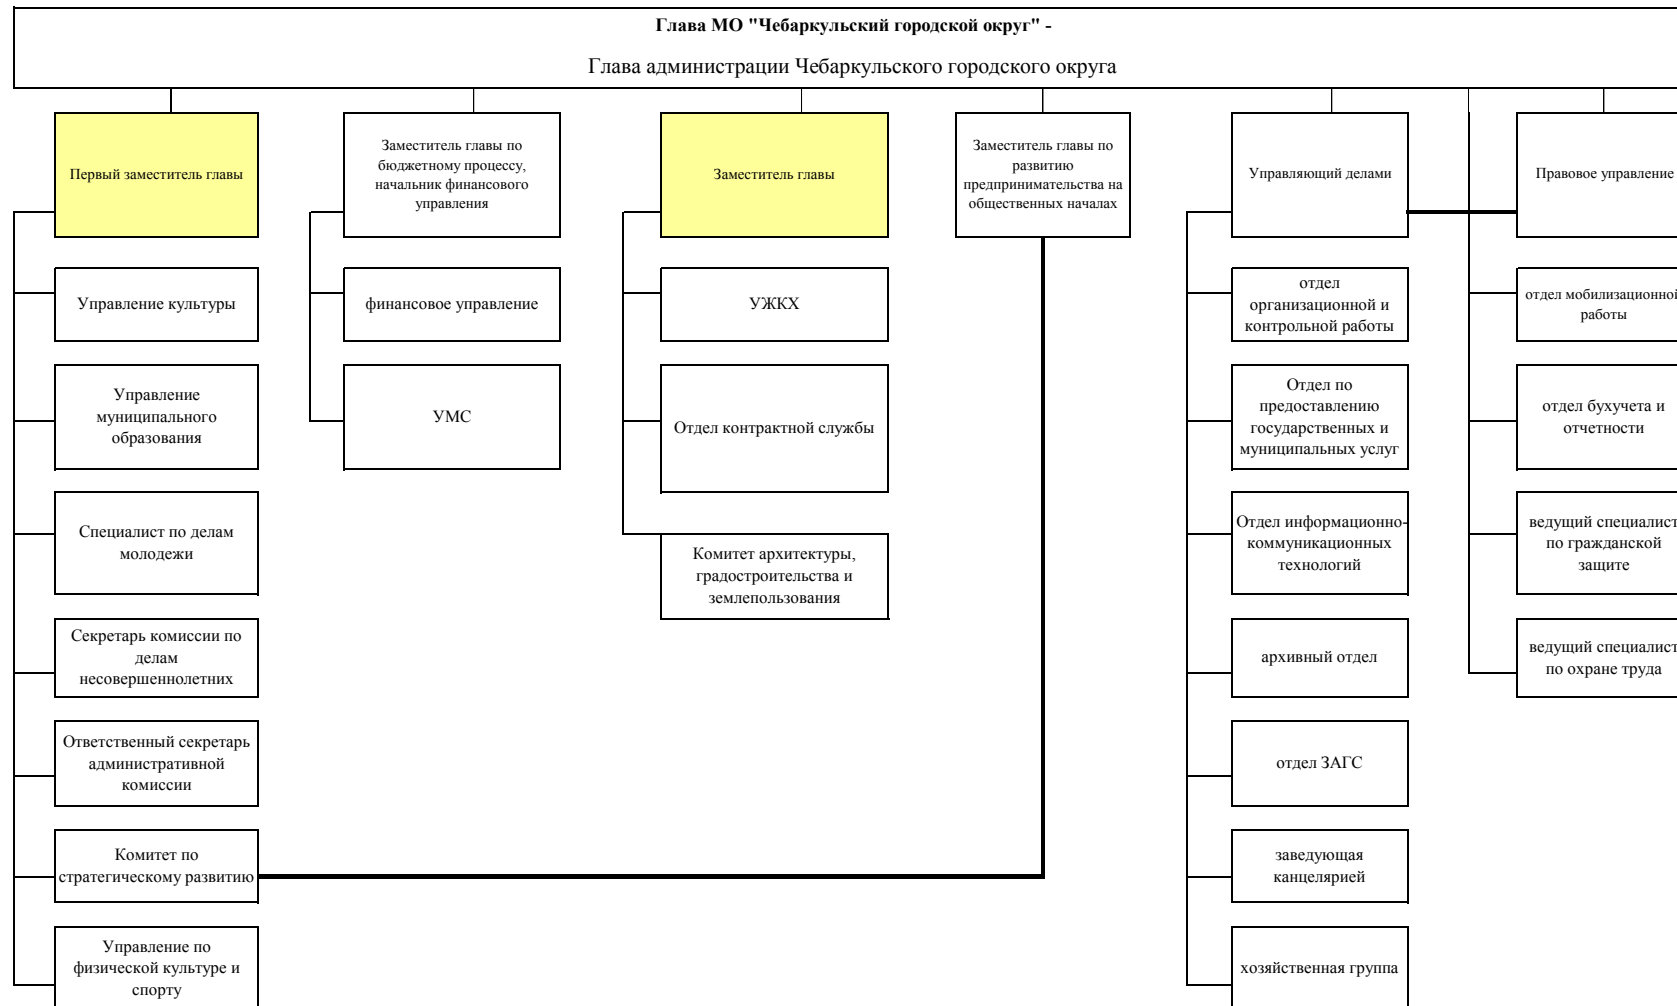 Глава МО "Чебаркульский городской округ" -
Глава администрации Чебаркульского городского округа
Первый заместитель главы
Заместитель главы по
бюджетному процессу,
начальник финансового
управления
Заместитель главы
Заместитель главы по
развитию
предпринимательства на
общественных началах
Управляющий делами
Правовое управление
Управление культуры
финансовое управление
УЖКХ
отдел
организационной и
контрольной работы
отдел мобилизационной
работы
Управление
муниципального
образования
УМС
Отдел контрактной службы
Отдел по
предоставлению
государственных и
муниципальных услуг
отдел бухучета и
отчетности
Специалист по делам
молодежи
Комитет архитектуры,
градостроительства и
землепользования
Отдел информационно-
коммуникационных
технологий
ведущий специалист
по гражданской
защите
Секретарь комиссии по
делам
несовершеннолетних
архивный отдел
ведущий специалист
по охране труда
Ответственный секретарь
административной
комиссии
отдел ЗАГС
Комитет по
стратегическому развитию
заведующая
канцелярией
Управление по
физической культуре и
спорту
хозяйственная группа